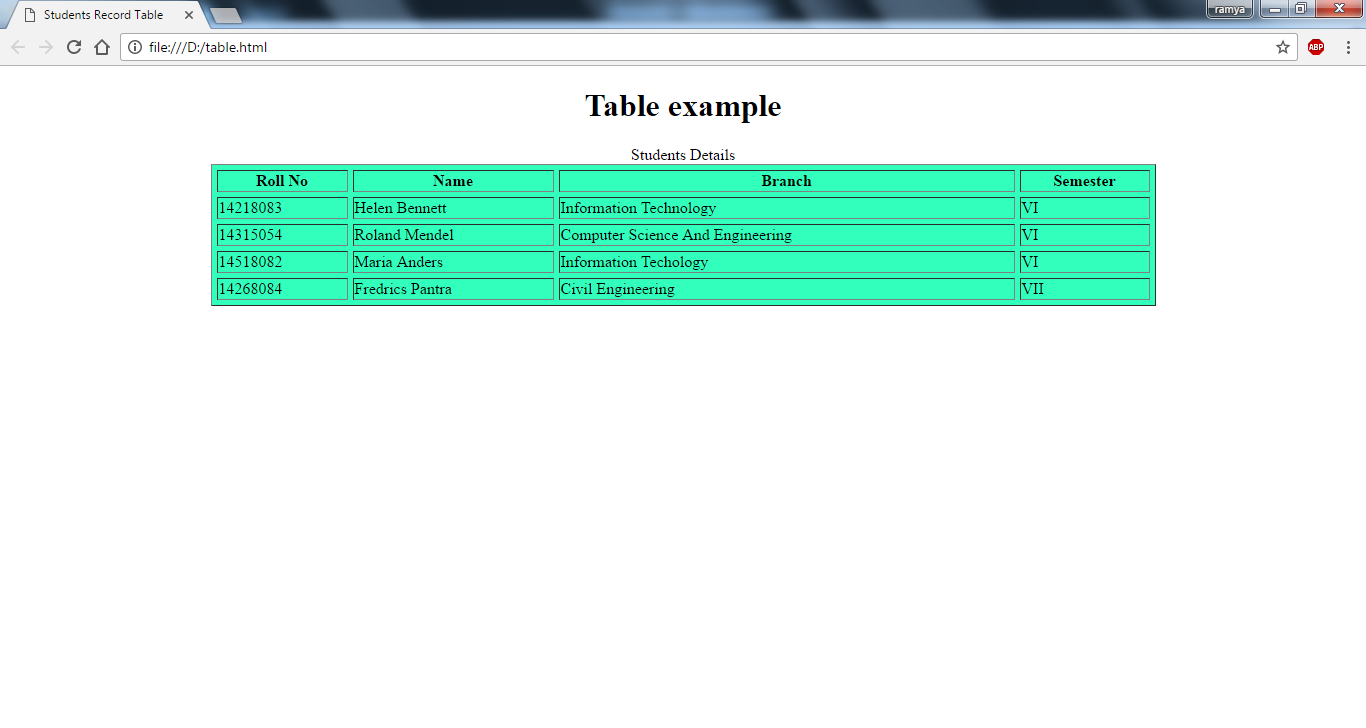 Students Record Table
ramya
file:///D:/table.html
ABP
Table example
Students Details
Roll No Name Branch Semester
14218083 Helen Bennett Information Technology VI
14315054 Roland Mendel Computer Science And Engineering VI
14518082 Maria Anders Information Techology VI
14268084 Fredrics Pantra Civil Engineering VII